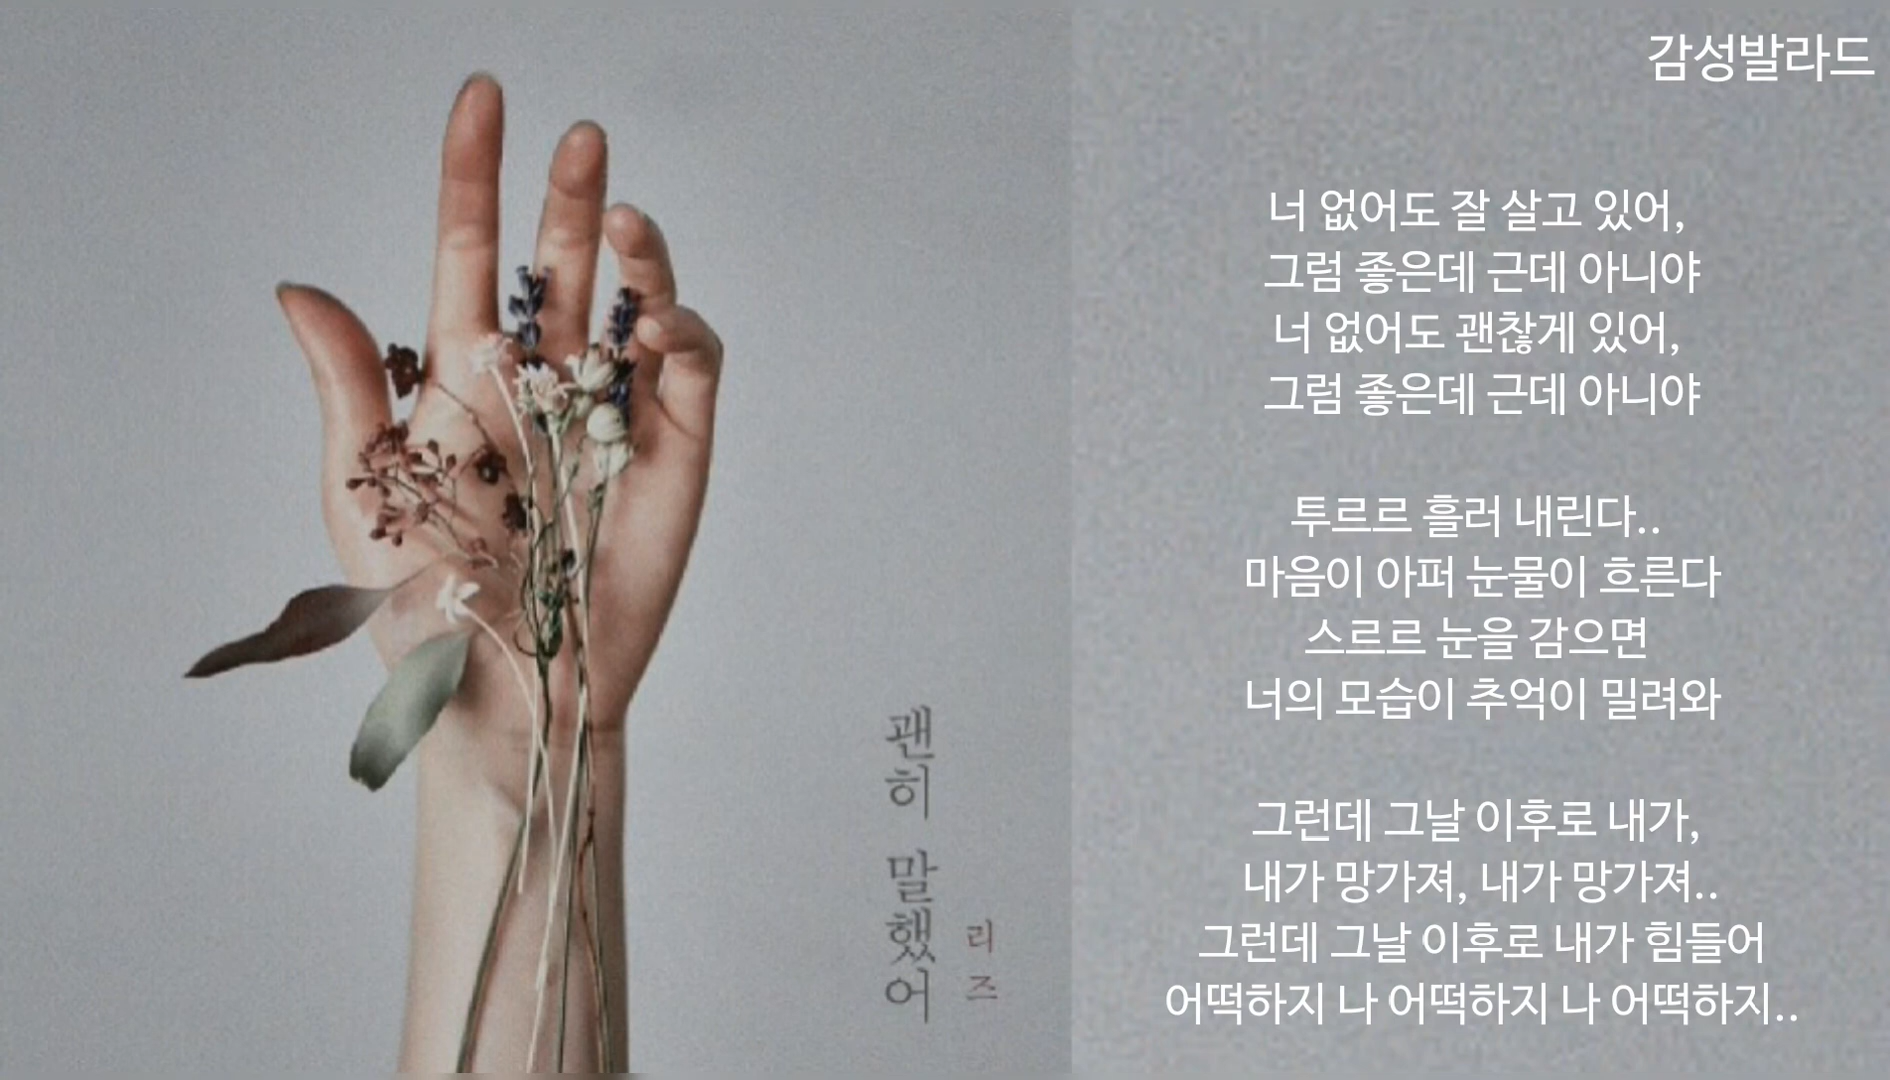 감성발라드
너 없어도 잘 살고 있어,
그럼 좋은데 근데 아니야
너 없어도 괜찮게 있어,
그럼 좋은데 근데 아니야
투르르 흘러 내린다..
마음이 아퍼 눈물이 흐른다
스르르 눈을 감으면
너의 모습이 추억이 밀려와
그런데 그날 이후로 내가,
내가 망가져, 내가 망가져..
그런데 그날 이후로 내가 힘들어
어떡하지 나 어떡하지 나 어떡하지..
괜히 말했어
리즈